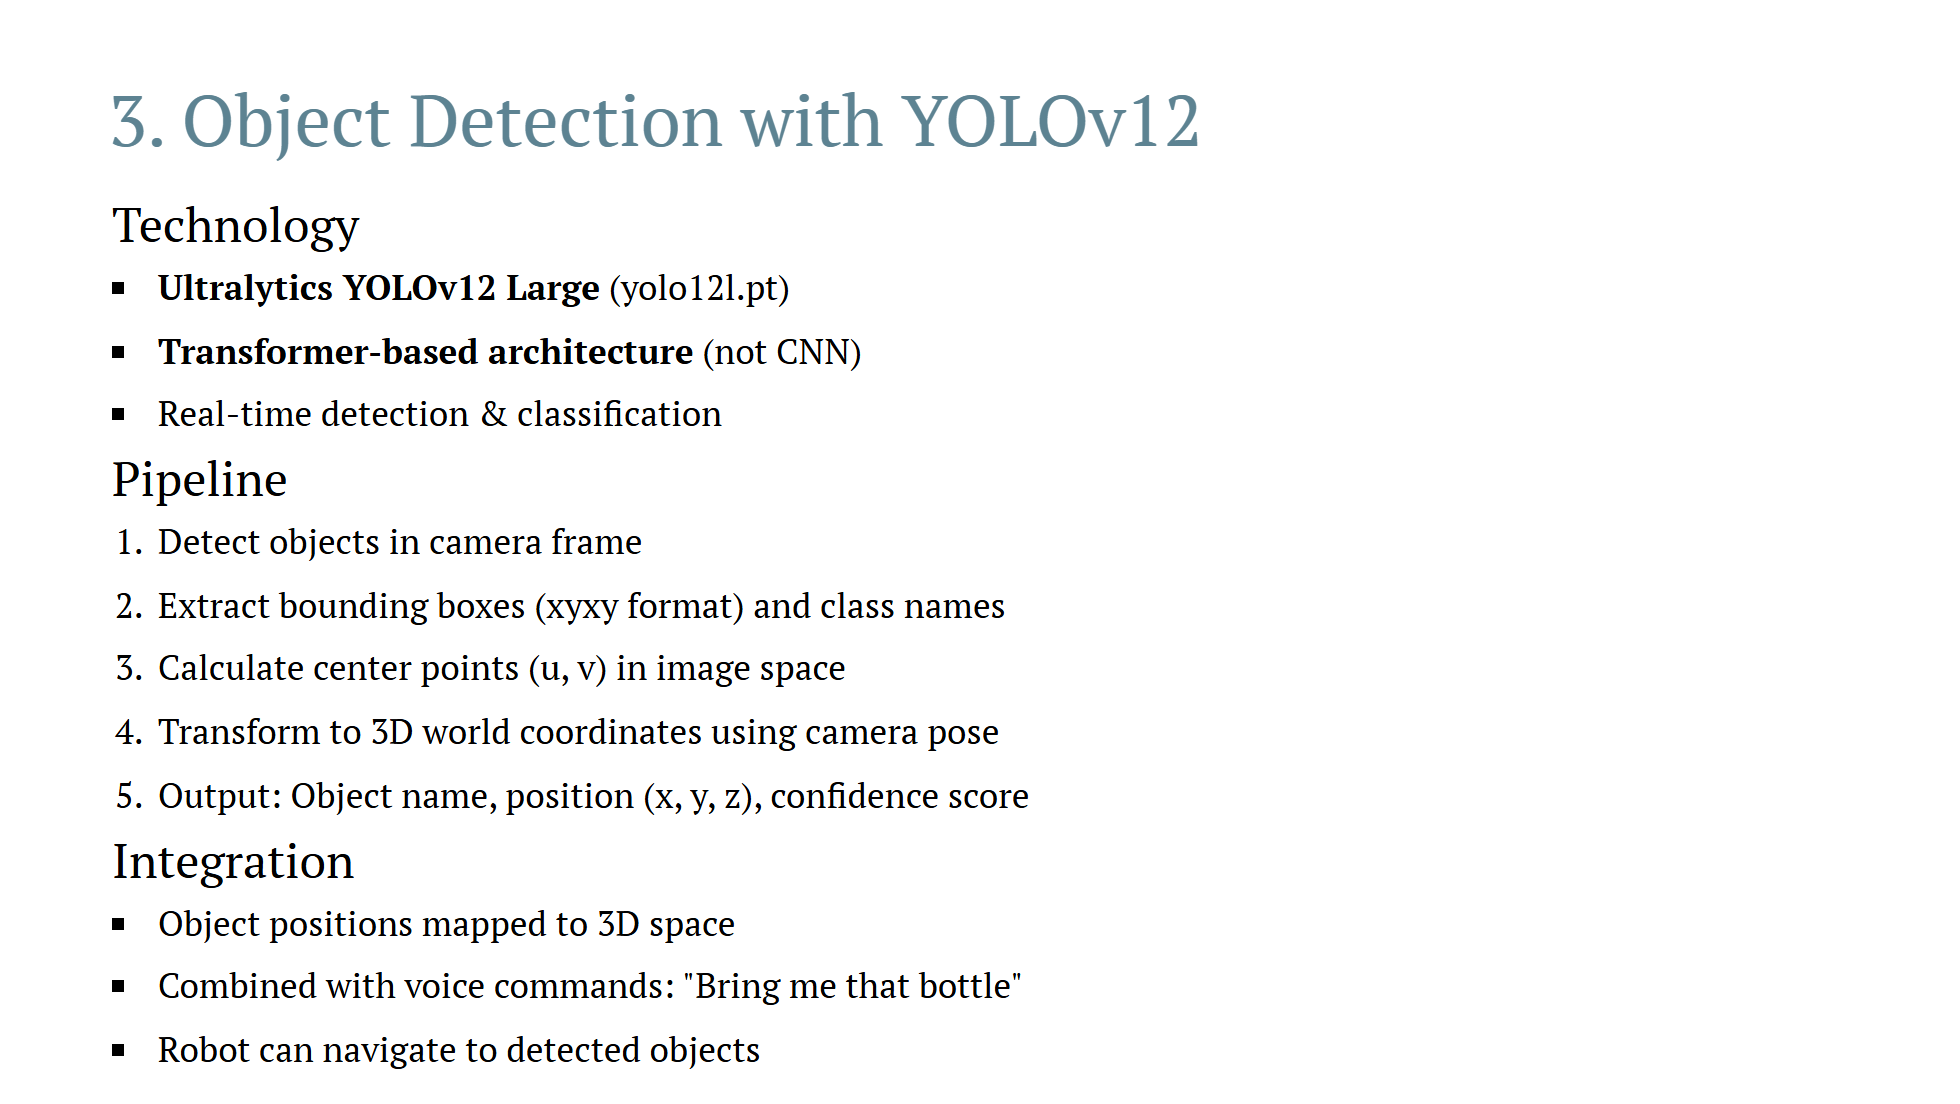 3. Object Detection with YOLOv12
Technology
▪ Ultralytics YOLOv12 Large (yolo12l.pt)
▪ Transformer-based architecture (not CNN)
▪ Real-time detection & classification
Pipeline
1. Detect objects in camera frame
2. Extract bounding boxes (xyxy format) and class names
3. Calculate center points (u, v) in image space
4. Transform to 3D world coordinates using camera pose
5. Output: Object name, position (x, y, z), confidence score
Integration
▪ Object positions mapped to 3D space
▪ Combined with voice commands: "Bring me that bottle"
▪ Robot can navigate to detected objects